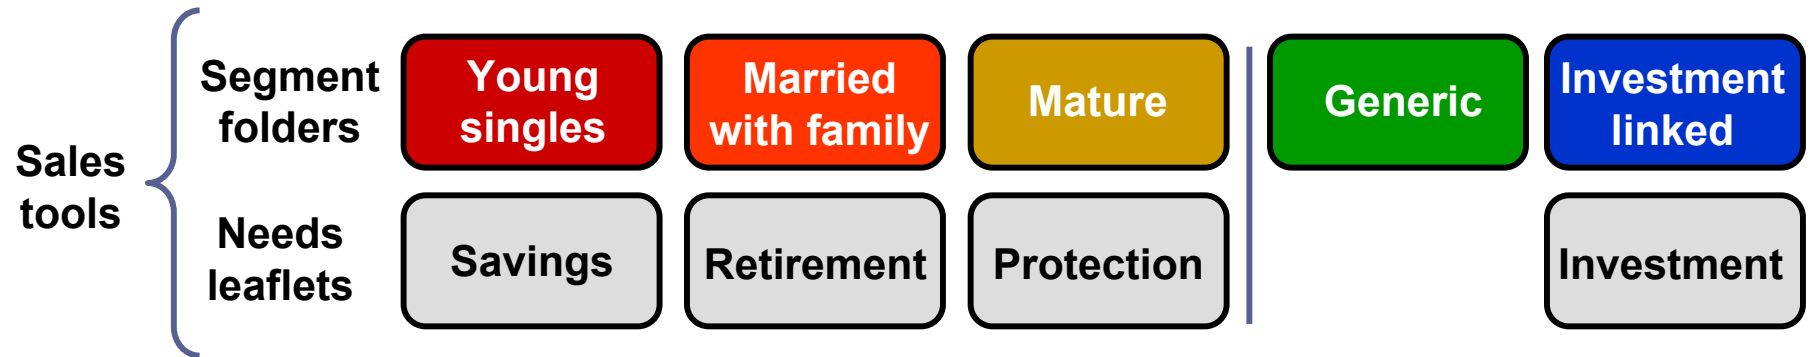 Sales
tools
Segment
folders
Young
singles
Married
with family
Mature
Generic
Investment
linked
Needs
leaflets
Savings
Retirement
Protection
Investment